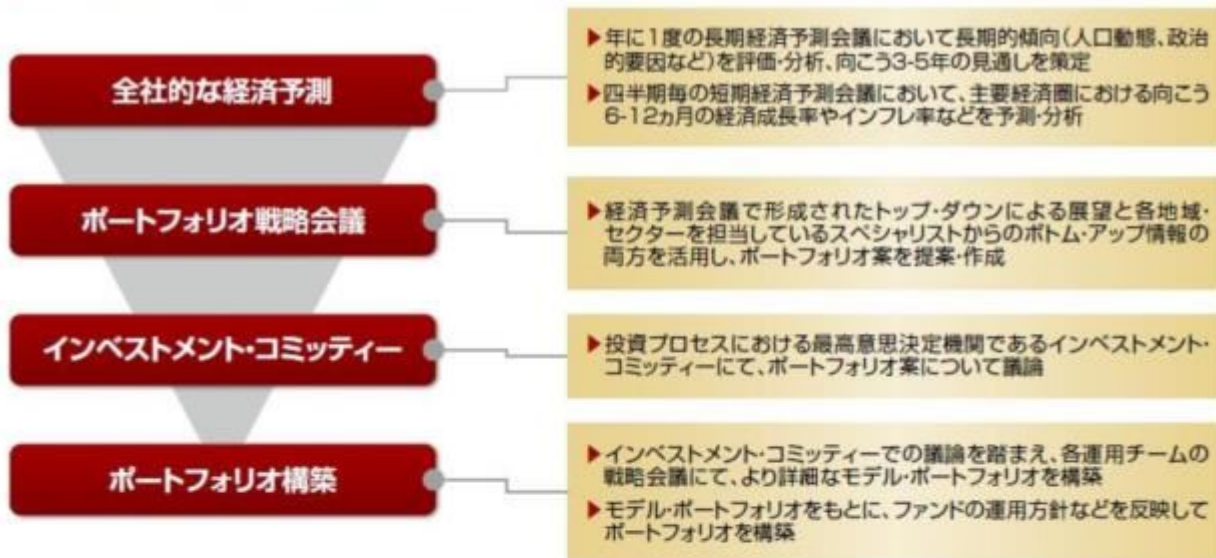 全社的な経済予測
▶年に1度の長期経済予測会議において長期的傾向(人口動態、政治
的要因など)を評価・分析、向こう3-5年の見通しを策定
▶四半期毎の短期経済予測会議において、主要経済圏における向こう
6-12ヵ月の経済成長率やインフレ率などを予測・分析
ポートフォリオ戦略会議
▶経済予測会議で形成されたトップ・ダウンによる展望と各地域・
セクターを担当しているスペシャリストからのボトム・アップ情報の
両方を活用し、ポートフォリオ案を提案・作成
インベストメント・コミッティー
▶投資プロセスにおける最高意思決定機関であるインベストメント・
コミッティーにて、ポートフォリオ案について議論
ポートフォリオ構築
▶インベストメント・コミッティーでの議論を踏まえ、各運用チームの
戦略会議にて、より詳細なモデル・ポートフォリオを構築
▶モデル・ポートフォリオをもとに、ファンドの運用方針などを反映して
ポートフォリオを構築